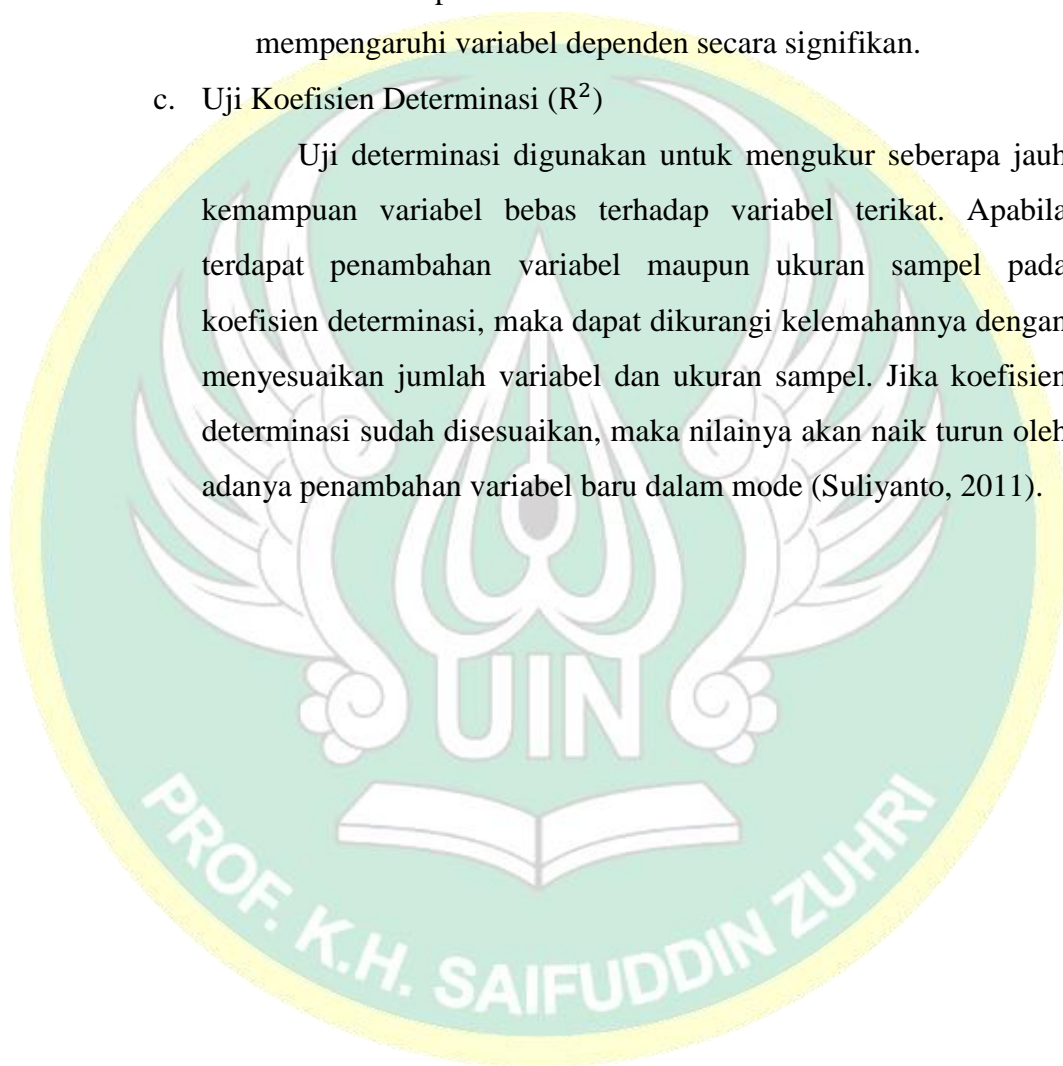 mempengaruhi variabel dependen secara signifikan.
c. Uji Koefisien Determinasi (R²)
Uji determinasi digunakan untuk mengukur seberapa jauh
kemampuan variabel bebas terhadap variabel terikat. Apabila
terdapat penambahan variabel maupun ukuran sampel pada
koefisien determinasi, maka dapat dikurangi kelemahannya dengan
menyesuaikan jumlah variabel dan ukuran sampel. Jika koefisien
determinasi sudah disesuaikan, maka nilainya akan naik turun oleh
adanya penambahan variabel baru dalam mode (Suliyanto, 2011).
UIN
PROF. K.H. SAIFUDDIN ZUHRI